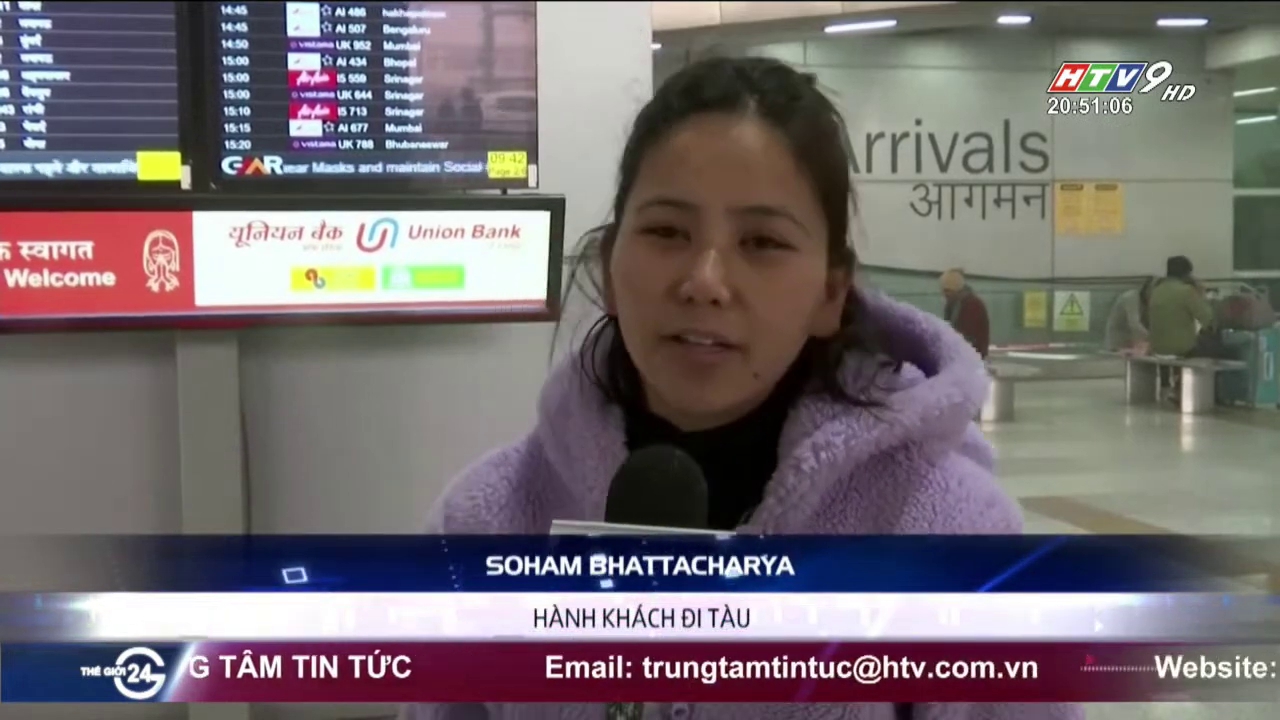 14:45 AI 486
14:45 AI 507 Bengaluru
14:50 vistara UK 952 Mumbai
15:00 AI 434 Bhopal
15:00 I5 559 Srinagar
15:00 vistara UK 644 Srinagar
15:10 I5 713 Srinagar
15:15 AI 677 Mumbai
15:20 vistara UK 788 Bhubaneswar
GMR ear Masks and maintain Social
09:42
स्वागत
Welcome
यूनियन बैंक
Union Bank
Arrivals
आगमन
HTV9 HD
20:51:06
SOHAM BHATTACHARYA
HÀNH KHÁCH ĐI TÀU
THẾ GIỚI 24G
G TÂM TIN TỨC Email: trungtamtintuc@htv.com.vn Website: